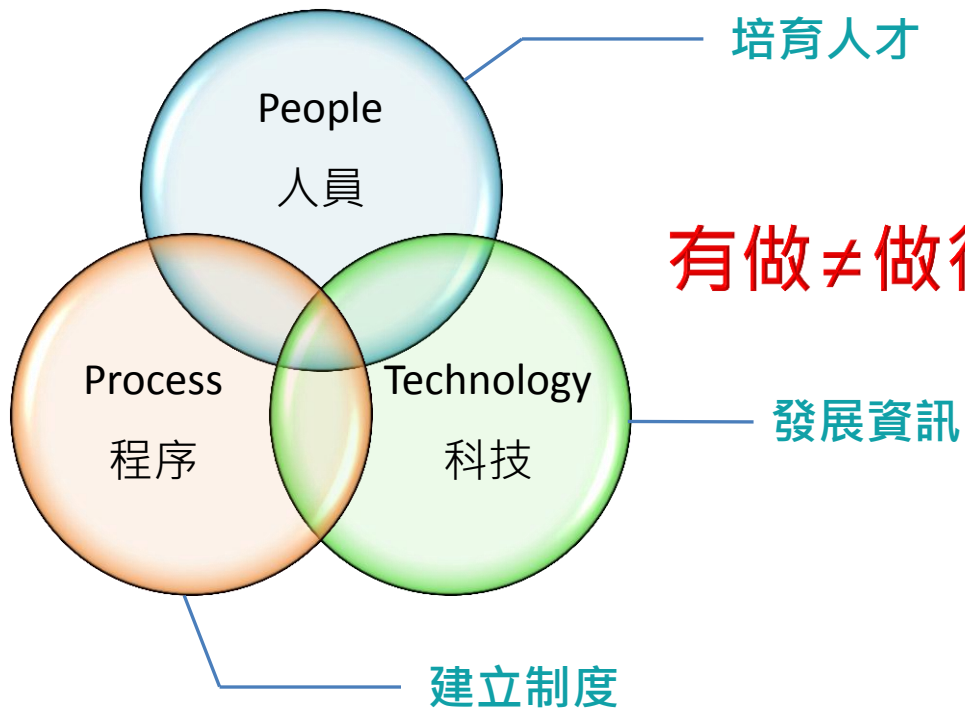 培育人才
People
人員
有做≠做
Process
程序
Technology
科技
發展資訊
建立制度